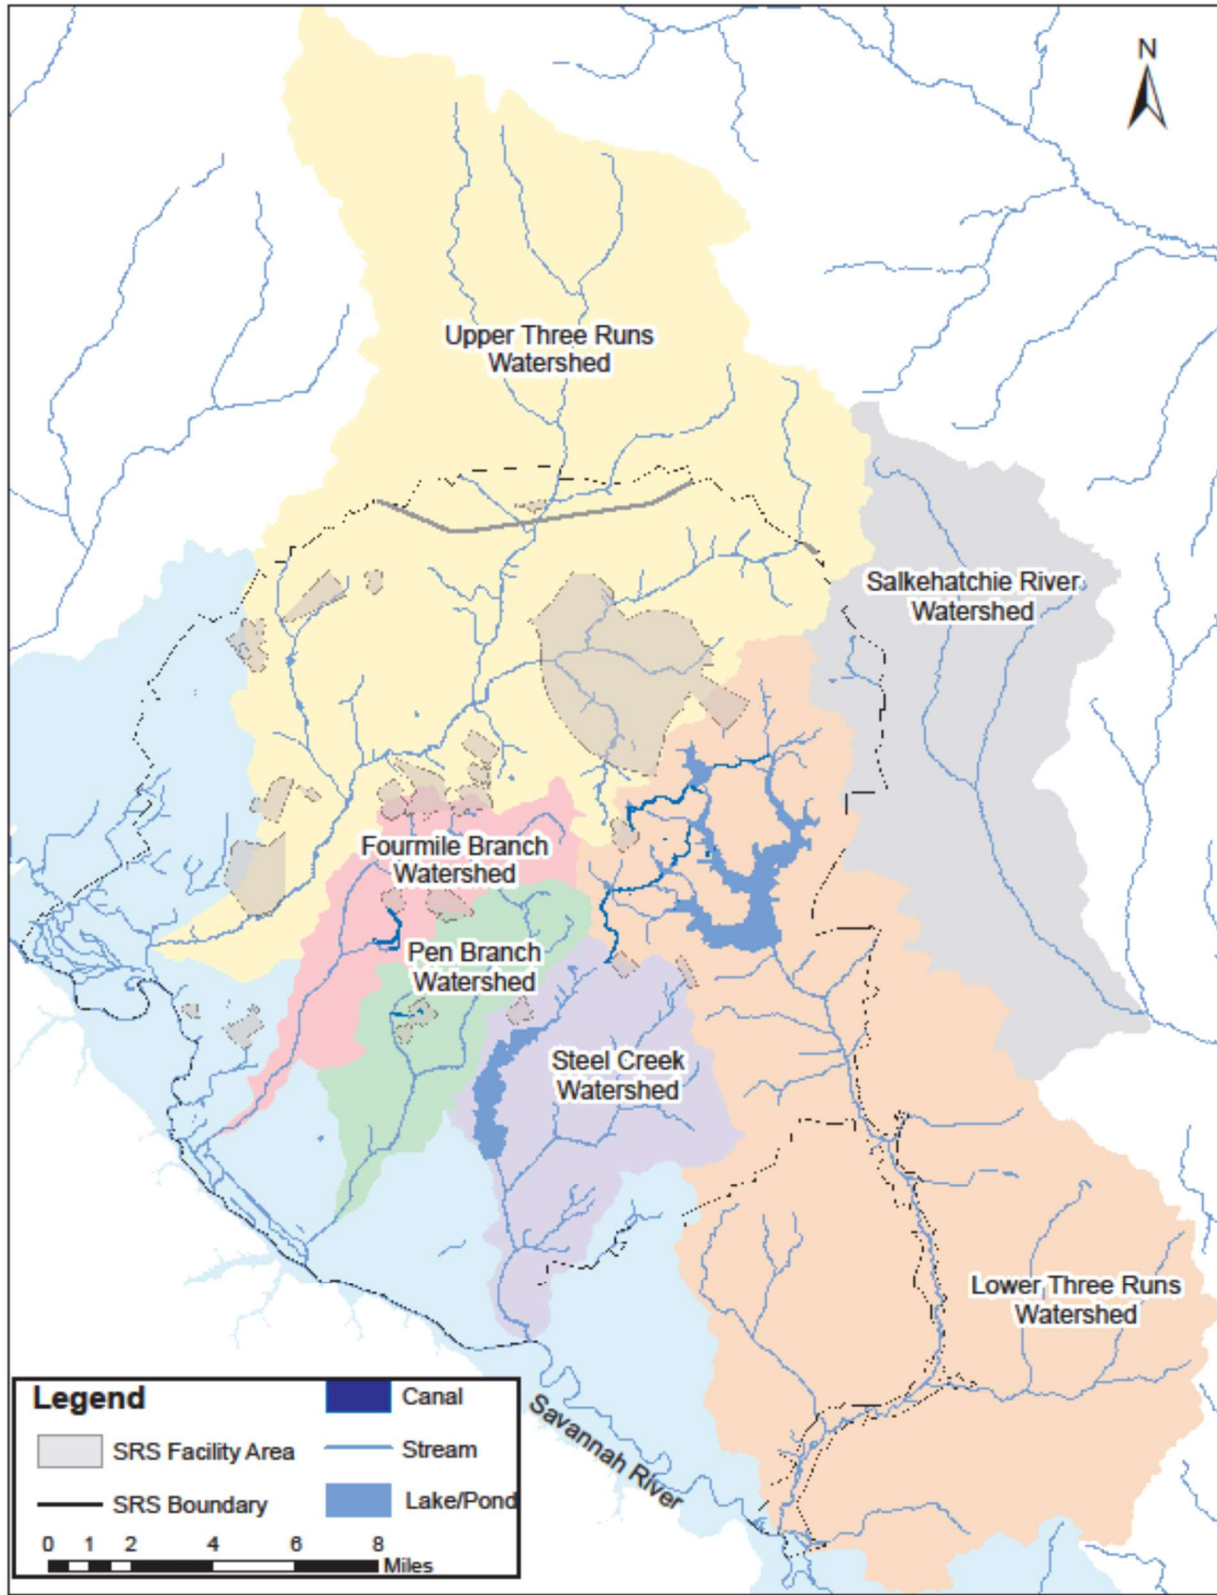 N
Upper Three Runs
Watershed
Salkehatchie River
Watershed
Fourmile Branch
Watershed
Pen Branch
Watershed
Steel Creek
Watershed
Lower Three Runs
Watershed
Savannah River
Legend
Canal
SRS Facility Area
Stream
SRS Boundary
Lake/Pond
0 1 2 4 6 8
Miles